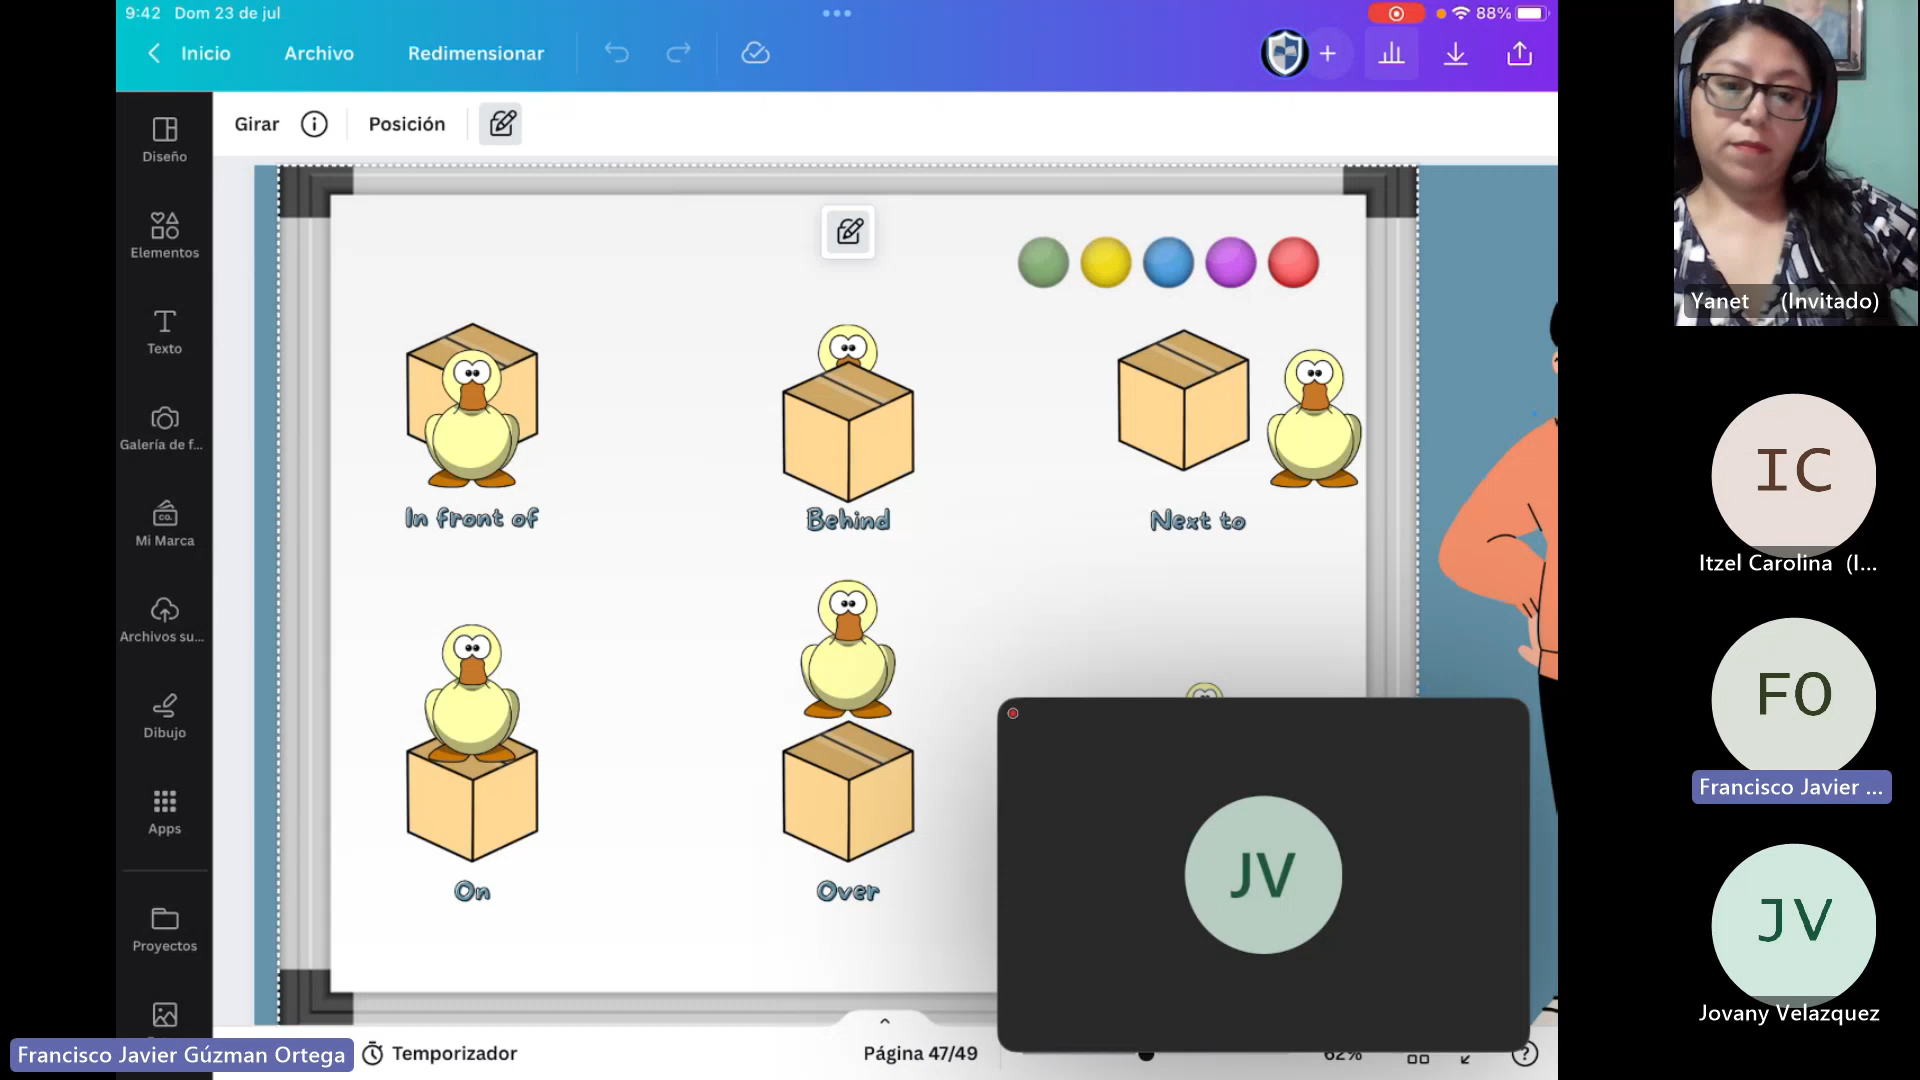 9:42 Dom 23 de jul
88%
Inicio Archivo Redimensionar
Girar Posición
Diseño
Elementos
Texto
Galería de f...
Mi Marca
CO.
Archivos su...
Dibujo
Apps
Proyectos
In front of Behind Next to
On Over
JV
Francisco Javier Gúzman Ortega
Temporizador
Página 47/49
62%
Yanet (Invitado)
IC
Itzel Carolina (I...
FO
Francisco Javier ...
JV
Jovany Velazquez